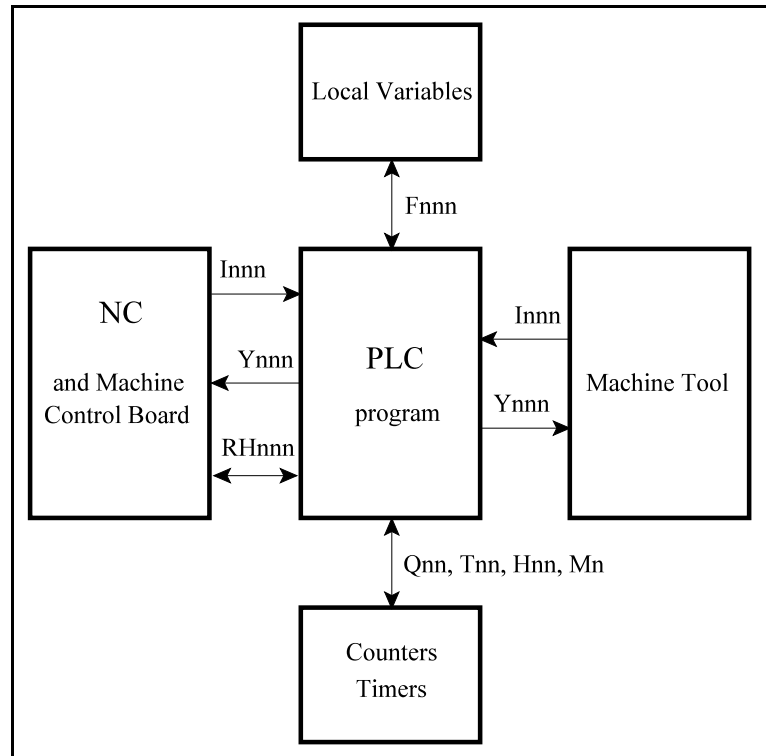 Local Variables
Fnnn
NC
and Machine
Control Board
Innn
Ynnn
RHnnn
PLC
program
Innn
Ynnn
Machine Tool
Qnn, Tnn, Hnn, Mn
Counters
Timers